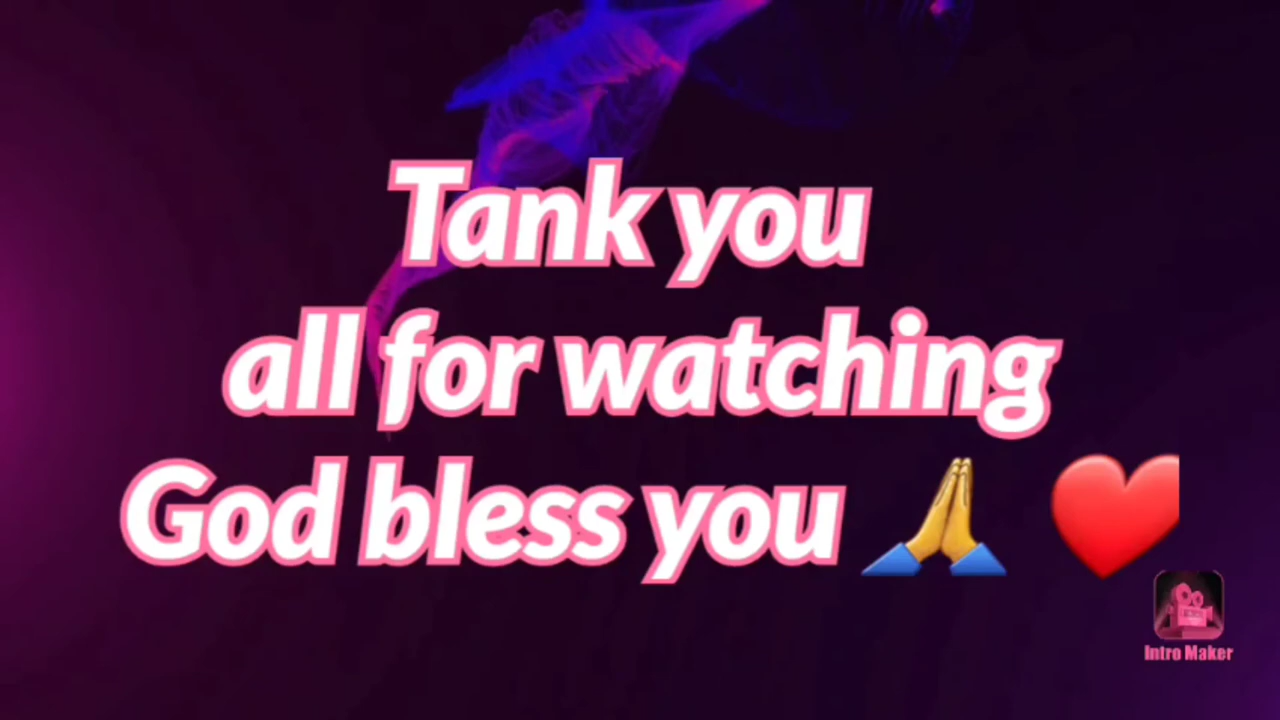 Tank you
all for watching
God bless you 🙏 ❤️
Intro Maker